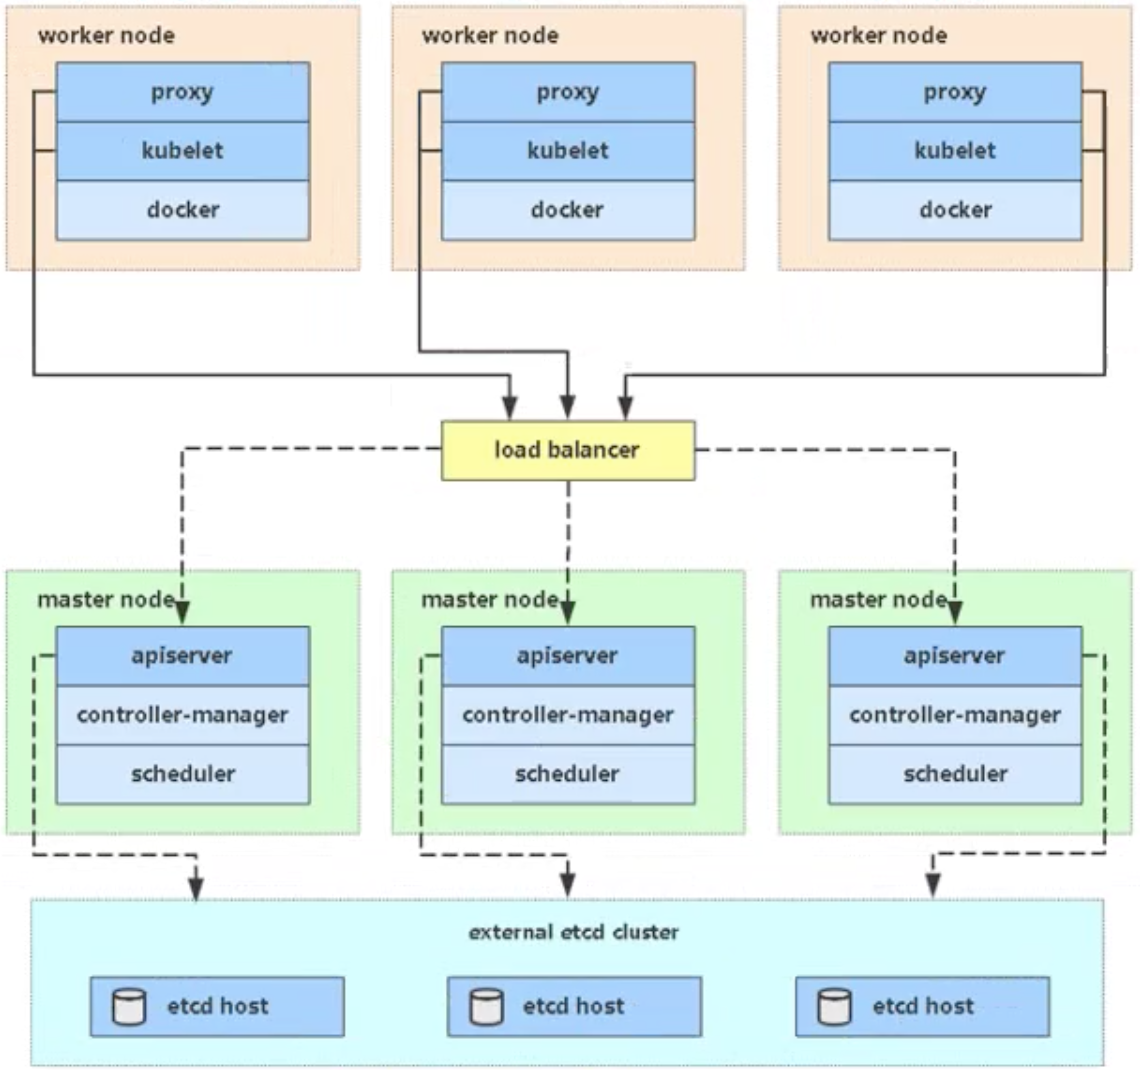 worker node
proxy
kubelet
docker
worker node
proxy
kubelet
docker
worker node
proxy
kubelet
docker
load balancer
master node
apiserver
controller-manager
scheduler
master node
apiserver
controller-manager
scheduler
master node
apiserver
controller-manager
scheduler
external etcd cluster
etcd host
etcd host
etcd host